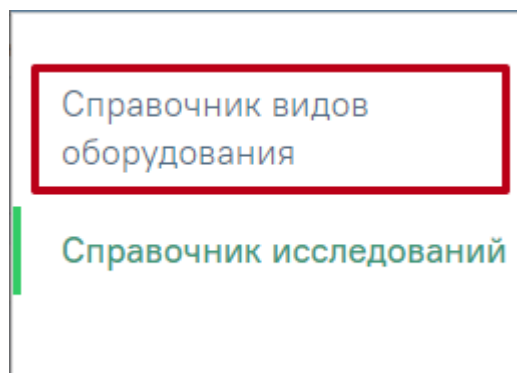 Справочник видов
оборудования
Справочник исследований